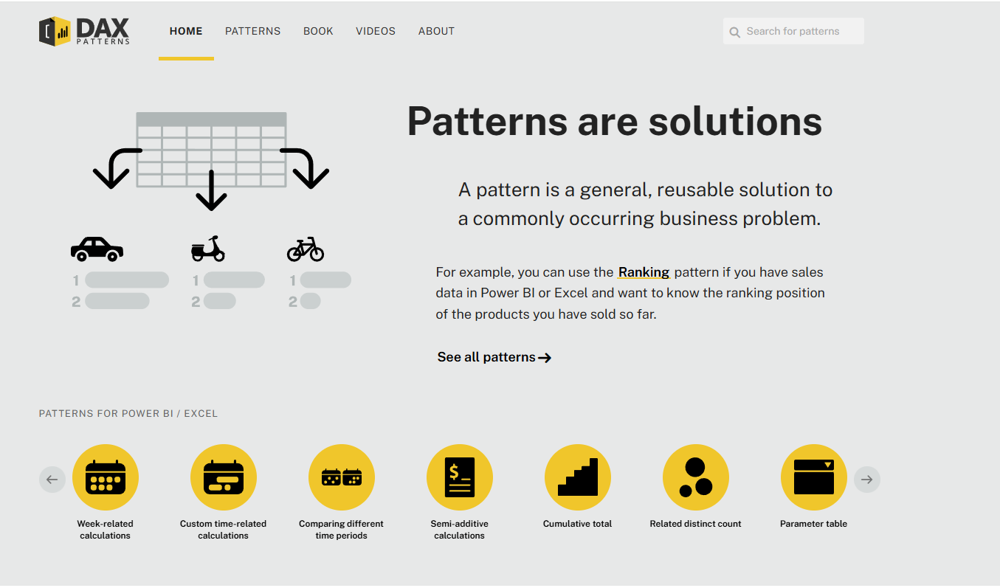 DAX
PATTERNS
HOME
PATTERNS
BOOK
VIDEOS
ABOUT
Search for patterns
Patterns are solutions
A pattern is a general, reusable solution to
a commonly occurring business problem.
1
1
1
2
2
2
For example, you can use the Ranking pattern if you have sales
data in Power BI or Excel and want to know the ranking position
of the products you have sold so far.
See all patterns
PATTERNS FOR POWER BI / EXCEL
$
Week-related
calculations
Custom time-related
calculations
Comparing different
time periods
Semi-additive
calculations
Cumulative total
Related distinct count
Parameter table